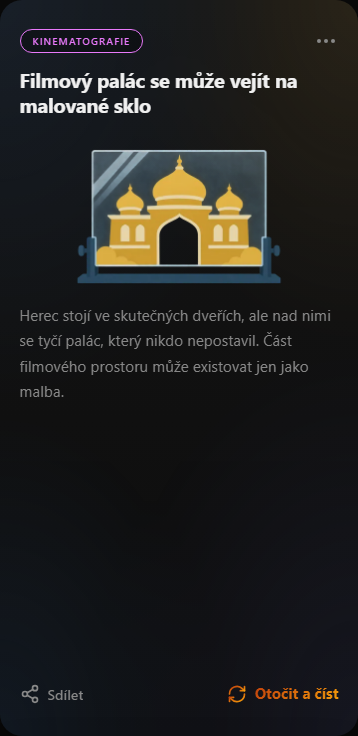 KINEMATOGRAFIE
Filmový palác se může vejít na
malované sklo
Herec stojí ve skutečných dveřích, ale nad nimi
se tyčí palác, který nikdo nepostavil. Část
filmového prostoru může existovat jen jako
malba.
Sdílet
Otočit a číst